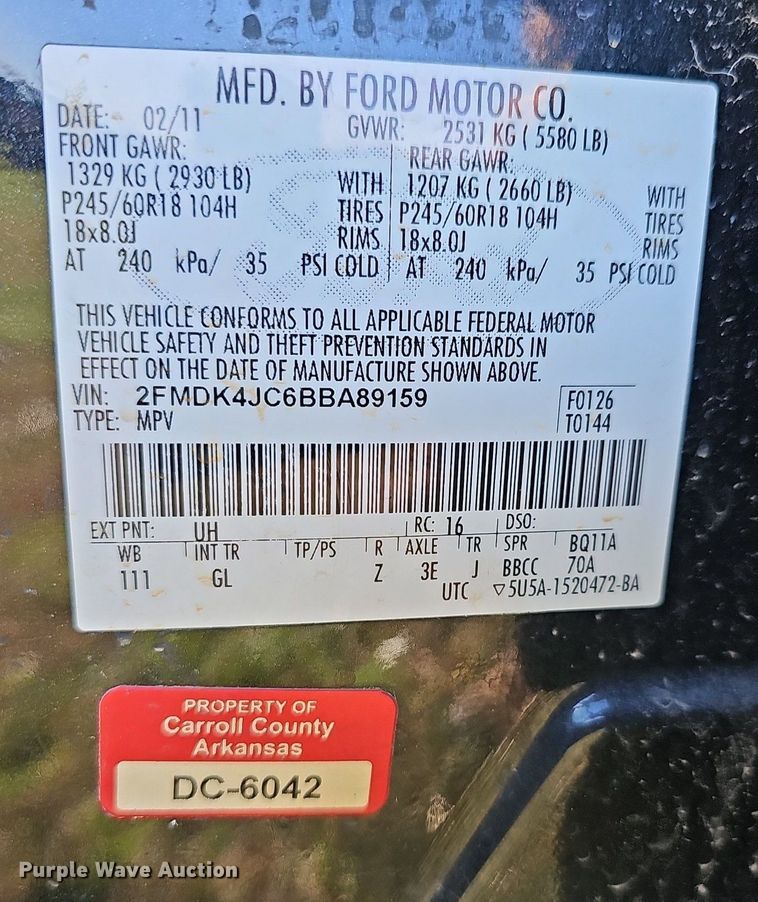 MFD. BY FORD MOTOR CO.
DATE: 02/11 GVWR: 2531 KG ( 5580 LB)
FRONT GAWR: REAR GAWR:
1329 KG ( 2930 LB) WITH 1207 KG ( 2660 LB) WITH
P245/60R18 104H TIRES P245/60R18 104H TIRES
18x8.0J RIMS 18x8.0J RIMS
AT 240 kPa/ 35 PSI COLD AT 240 kPa/ 35 PSI COLD
THIS VEHICLE CONFORMS TO ALL APPLICABLE FEDERAL MOTOR
VEHICLE SAFETY AND THEFT PREVENTION STANDARDS IN
EFFECT ON THE DATE OF MANUFACTURE SHOWN ABOVE.
VIN: 2FMDK4JC6BBA89159 F0126
TYPE: MPV T0144
EXT PNT: UH RC: 16 DSO:
WB INT TR TP/PS R AXLE TR SPR BQ11A
111 GL Z 3E J BBCC 70A
UTC ▽5U5A-1520472-BA
PROPERTY OF
Carroll County
Arkansas
DC-6042
Purple Wave Auction